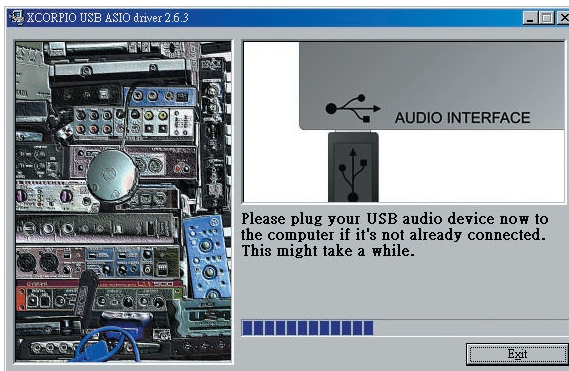 XCORPIO USB ASIO driver 2.6.3
AUDIO INTERFACE
Please plug your USB audio device now to
the computer if it's not already connected.
This might take a while.
Exit